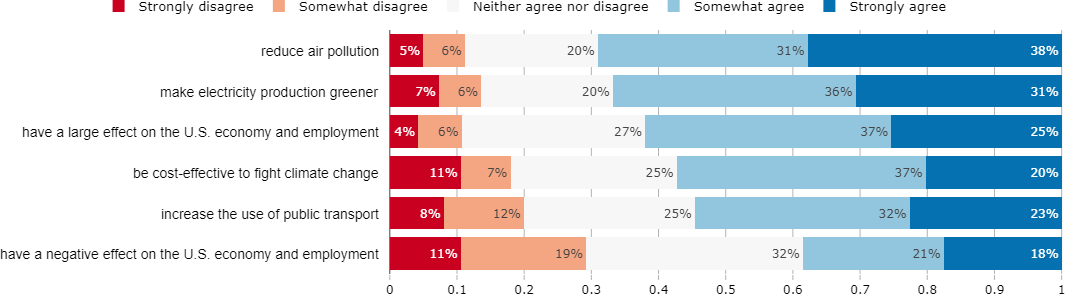 Strongly disagree Somewhat disagree Neither agree nor disagree Somewhat agree Strongly agree
reduce air pollution 5% 6% 20% 31% 38%
make electricity production greener 7% 6% 20% 36% 31%
have a large effect on the U.S. economy and employment 4% 6% 27% 37% 25%
be cost-effective to fight climate change 11% 7% 25% 37% 20%
increase the use of public transport 8% 12% 25% 32% 23%
have a negative effect on the U.S. economy and employment 11% 19% 32% 21% 18%
0 0.1 0.2 0.3 0.4 0.5 0.6 0.7 0.8 0.9 1